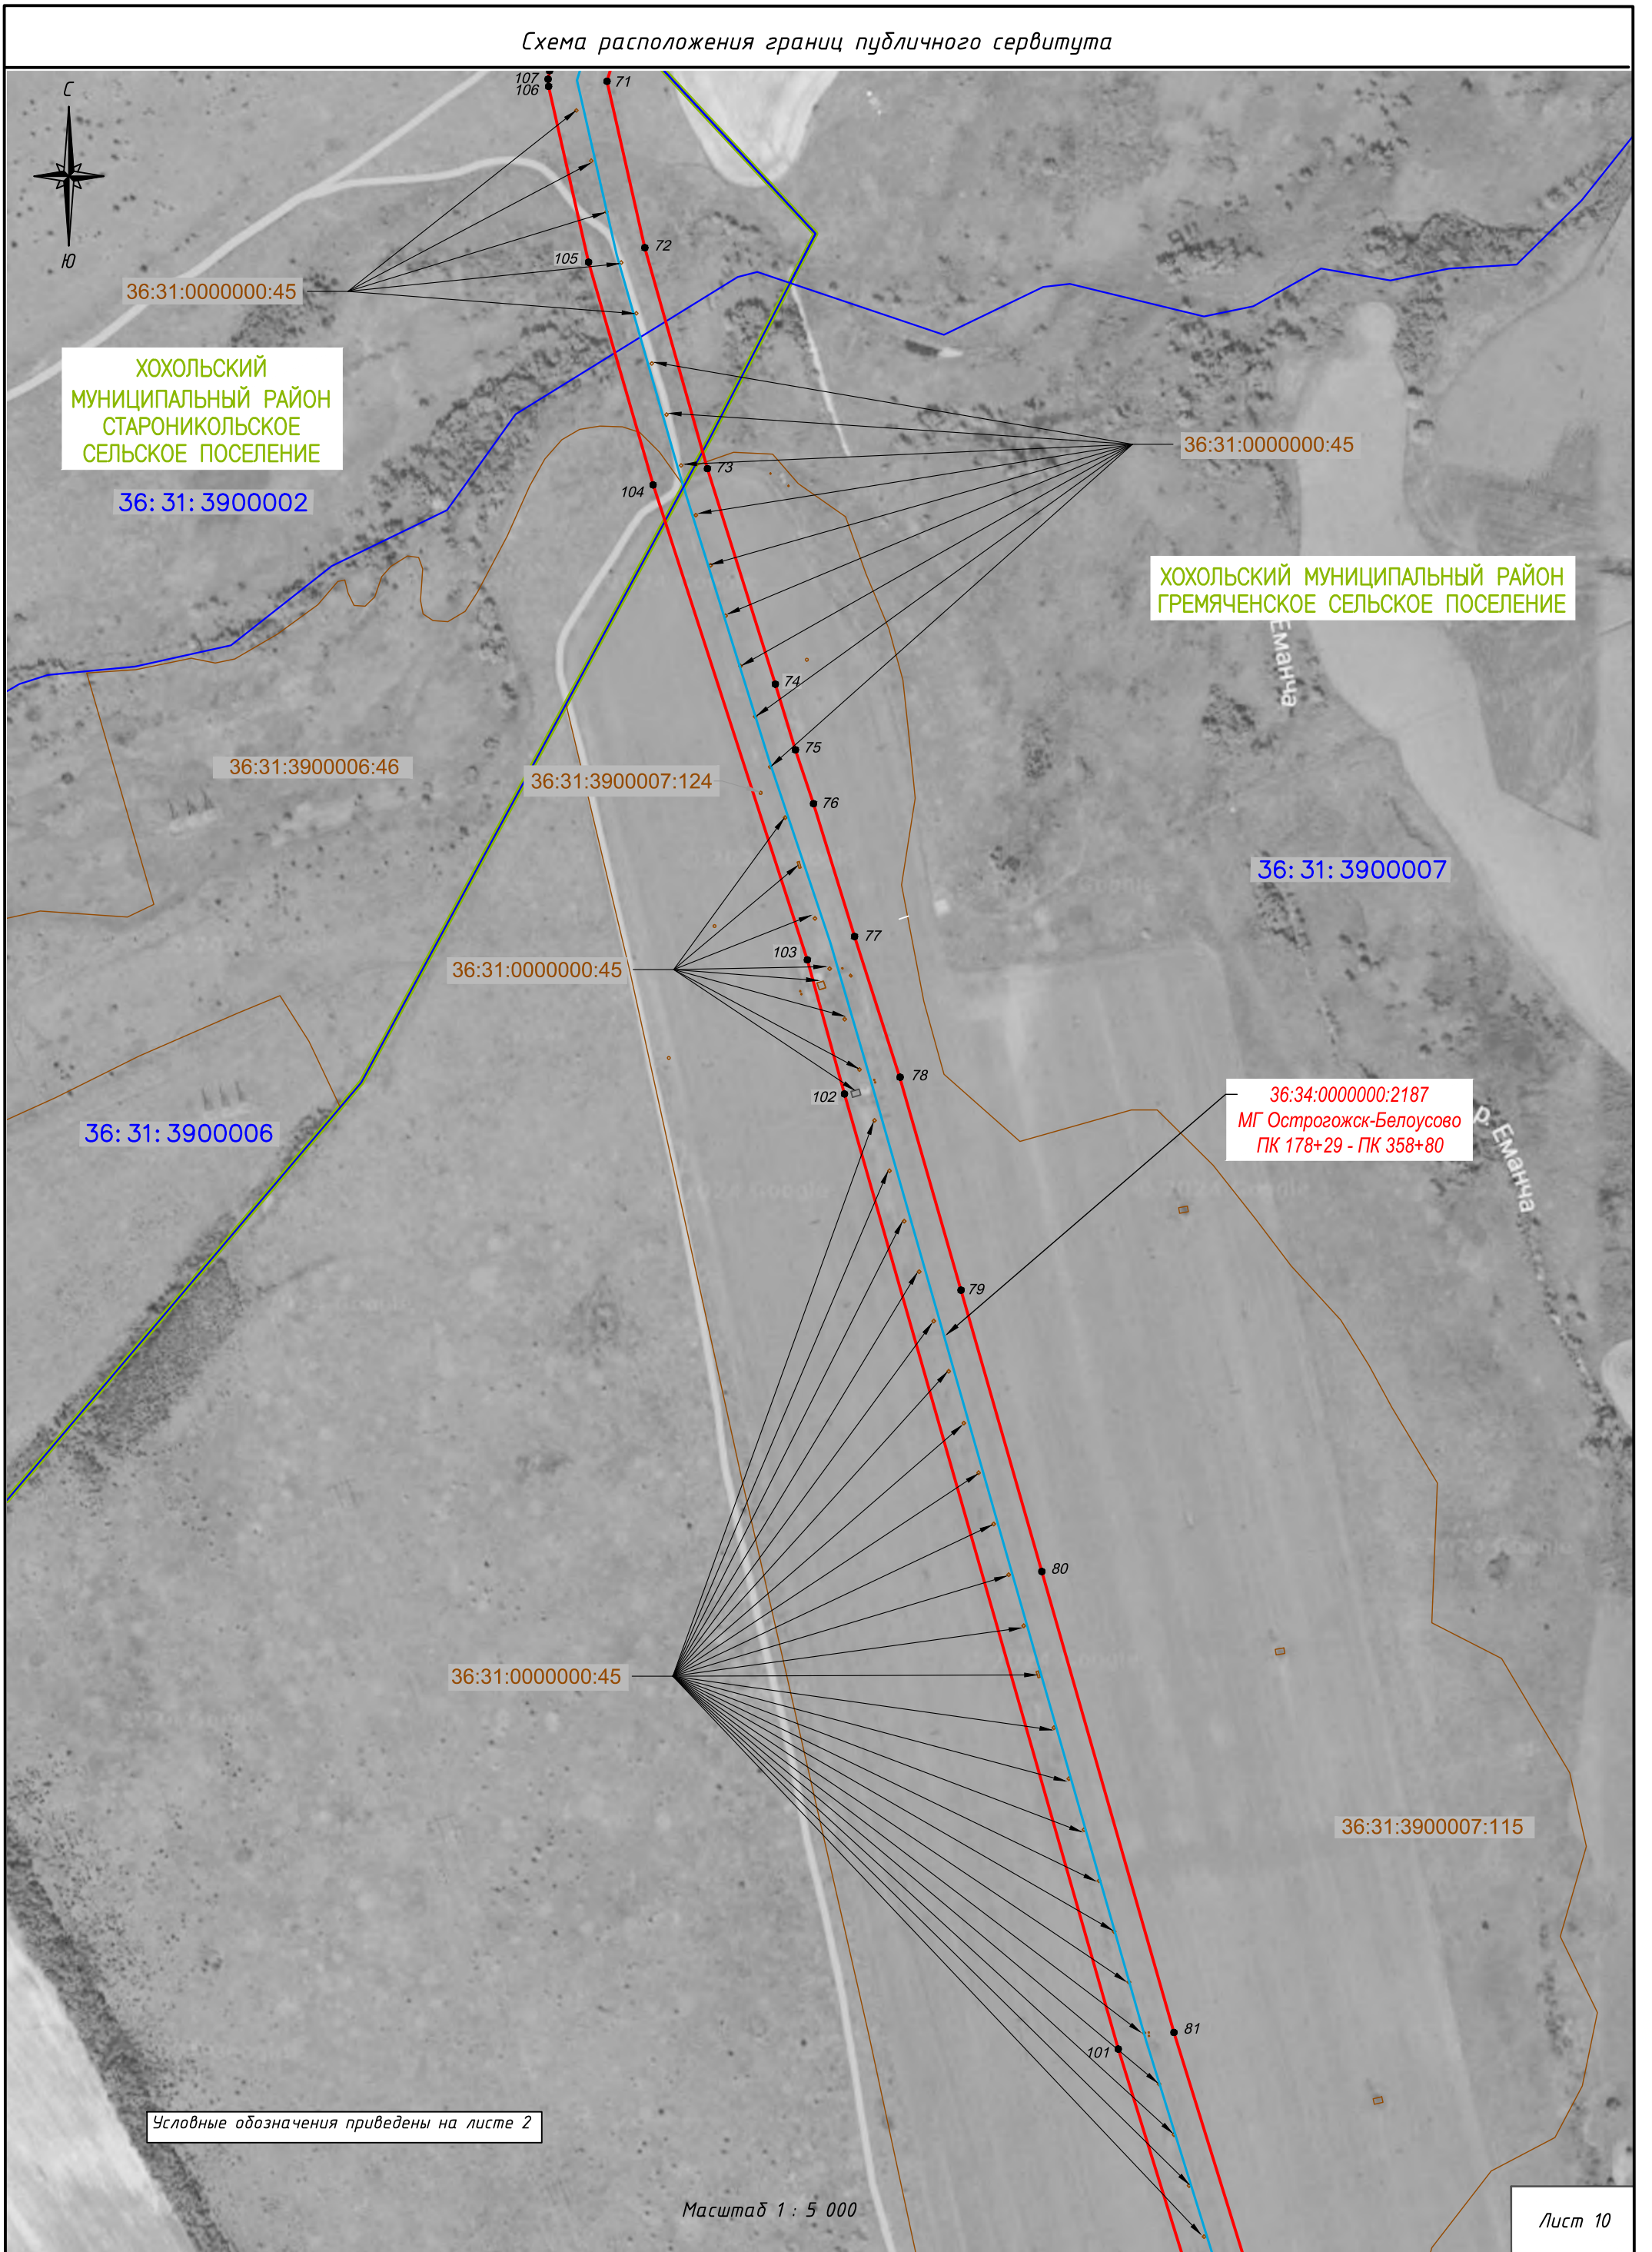 Схема расположения границ публичного сервитута
С
Ю
107
106
71
72
105
36:31:0000000:45
ХОХОЛЬСКИЙ
МУНИЦИПАЛЬНЫЙ РАЙОН
СТАРОНИКОЛЬСКОЕ
СЕЛЬСКОЕ ПОСЕЛЕНИЕ
36:31:3900002
36:31:0000000:45
73
104
ХОХОЛЬСКИЙ МУНИЦИПАЛЬНЫЙ РАЙОН
ГРЕМЯЧЕНСКОЕ СЕЛЬСКОЕ ПОСЕЛЕНИЕ
Еманча
74
75
36:31:3900006:46
36:31:3900007:124
76
36:31:3900007
77
103
36:31:0000000:45
78
102
36:34:0000000:2187
МГ Острогожск-Белоусово
ПК 178+29 - ПК 358+80
р. Еманча
36:31:3900006
79
80
36:31:0000000:45
36:31:3900007:115
81
101
Условные обозначения приведены на листе 2
Масштаб 1 : 5 000
Лист 10